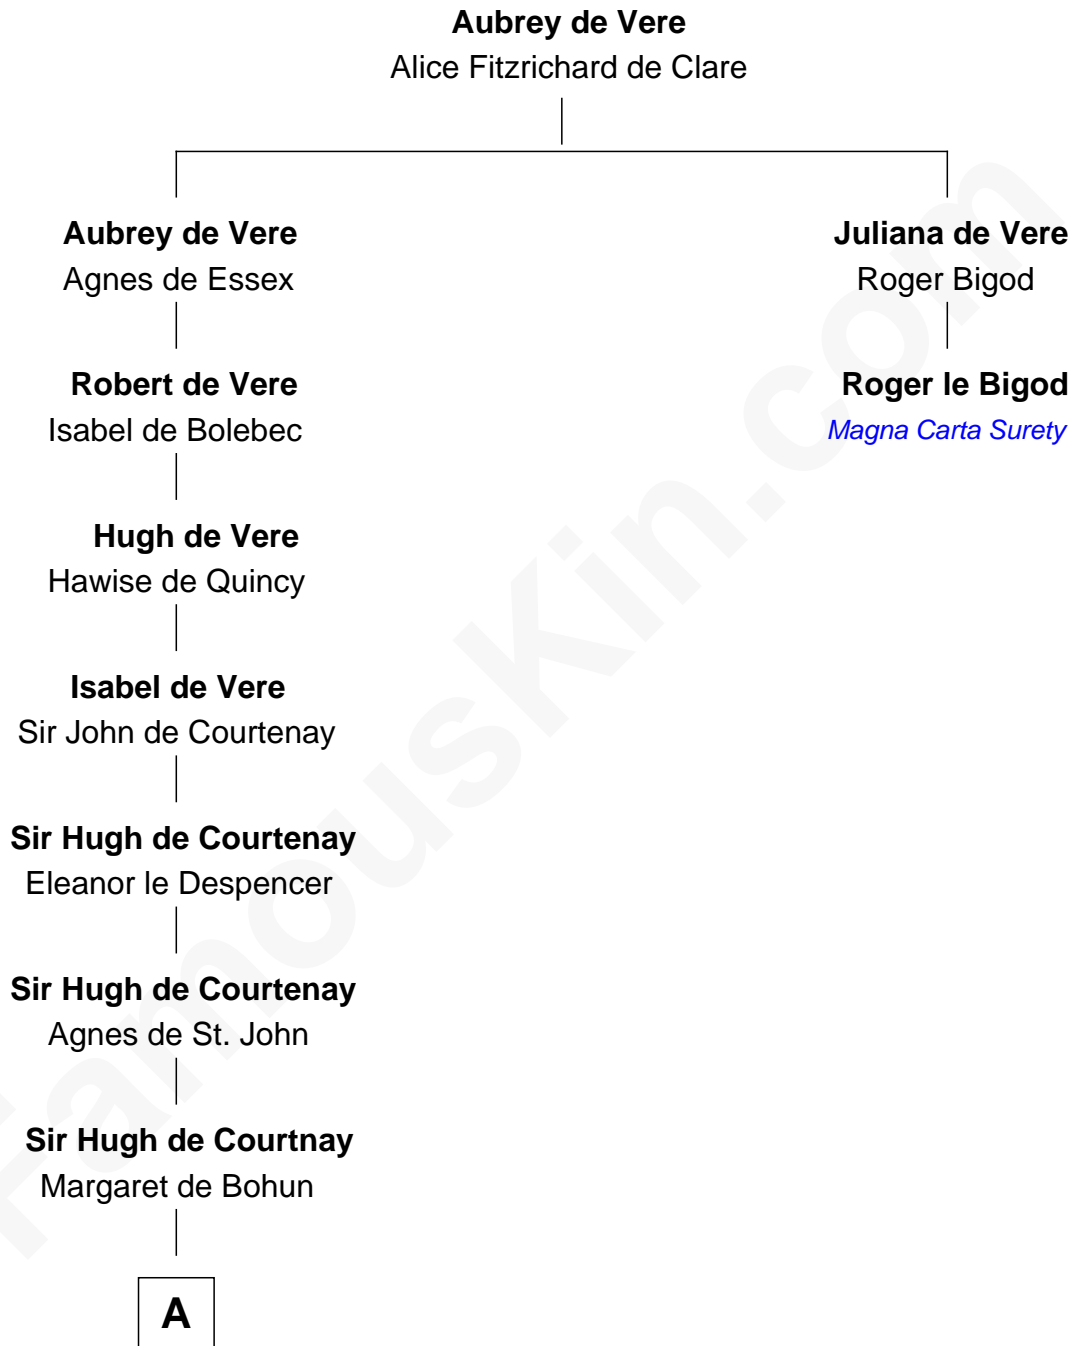 Aubrey de Vere
Alice Fitzrichard de Clare
Aubrey de Vere
Agnes de Essex
Juliana de Vere
Roger Bigod
Robert de Vere
Isabel de Bolebec
Roger le Bigod
Magna Carta Surety
Hugh de Vere
Hawise de Quincy
Isabel de Vere
Sir John de Courtenay
Sir Hugh de Courtenay
Eleanor le Despencer
Sir Hugh de Courtenay
Agnes de St. John
Sir Hugh de Courtnay
Margaret de Bohun
A
FamousKin.com